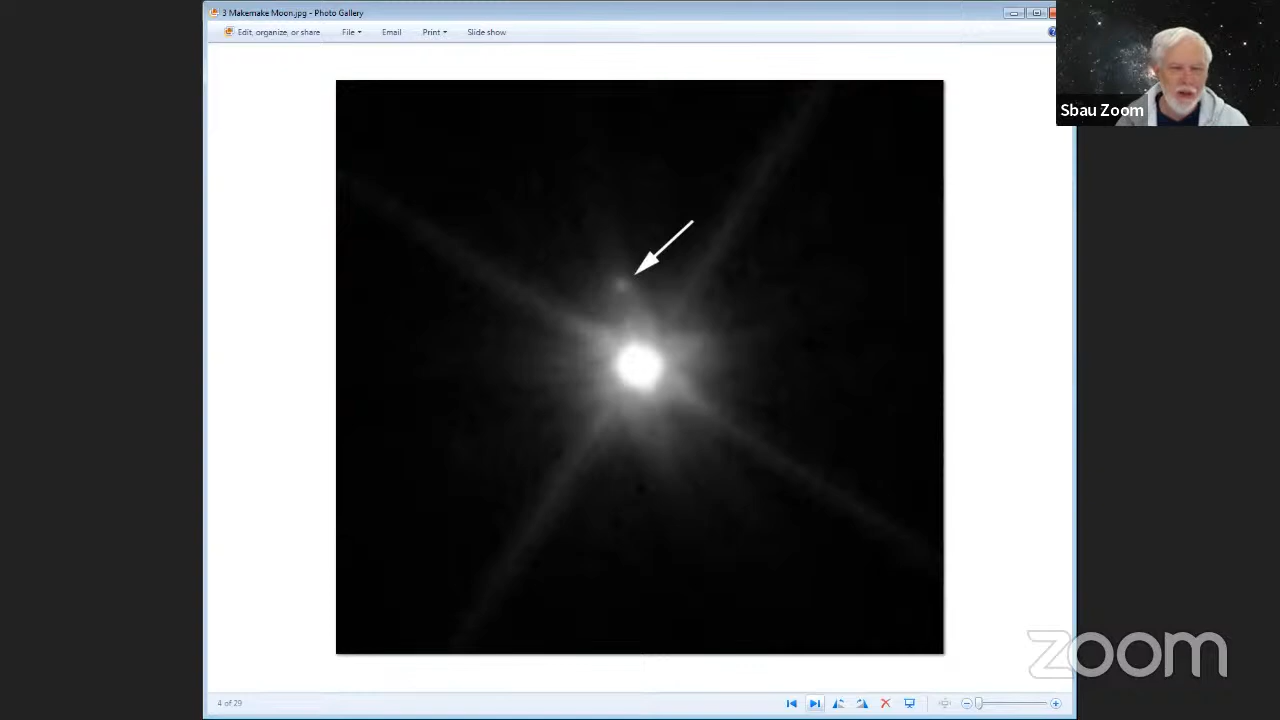 3 Makemake Moon.jpg - Photo Gallery
Edit, organize, or share File Email Print Slide show
Sbau Zoom
zoom
4 of 29